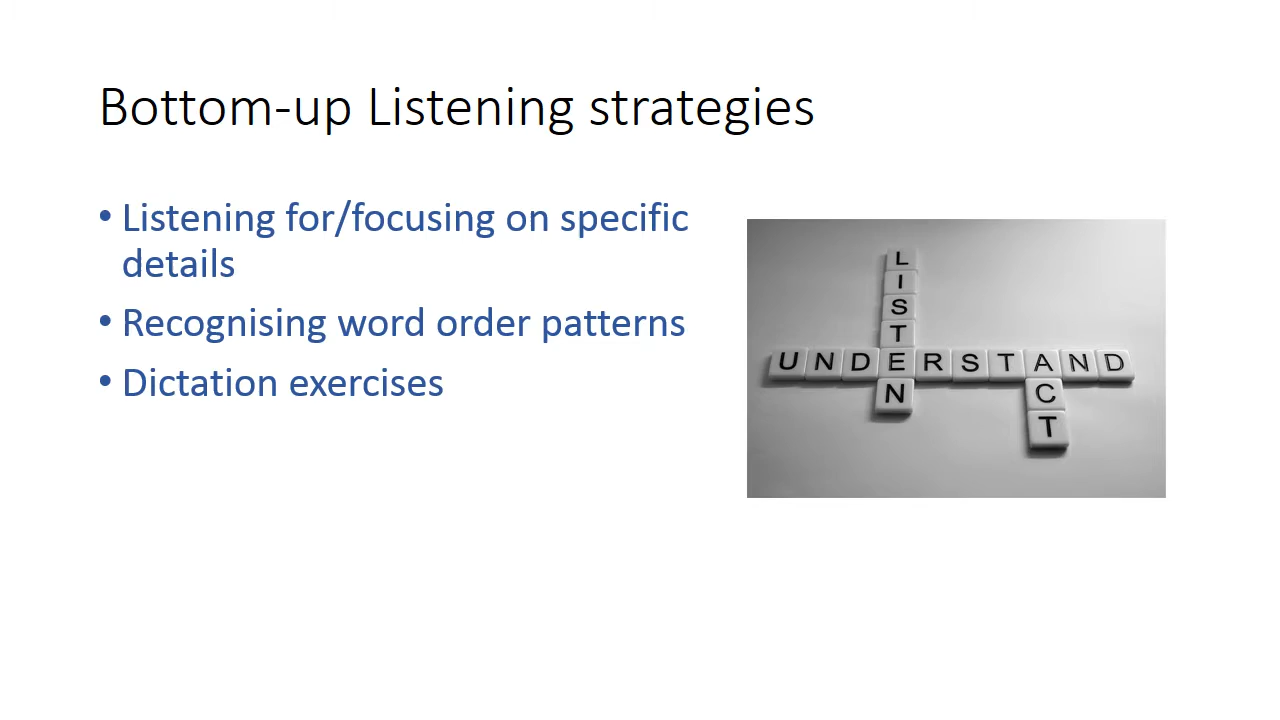 Bottom-up Listening strategies
• Listening for/focusing on specific
details
• Recognising word order patterns
• Dictation exercises
LISTEN
UNDERSTAND
ACT